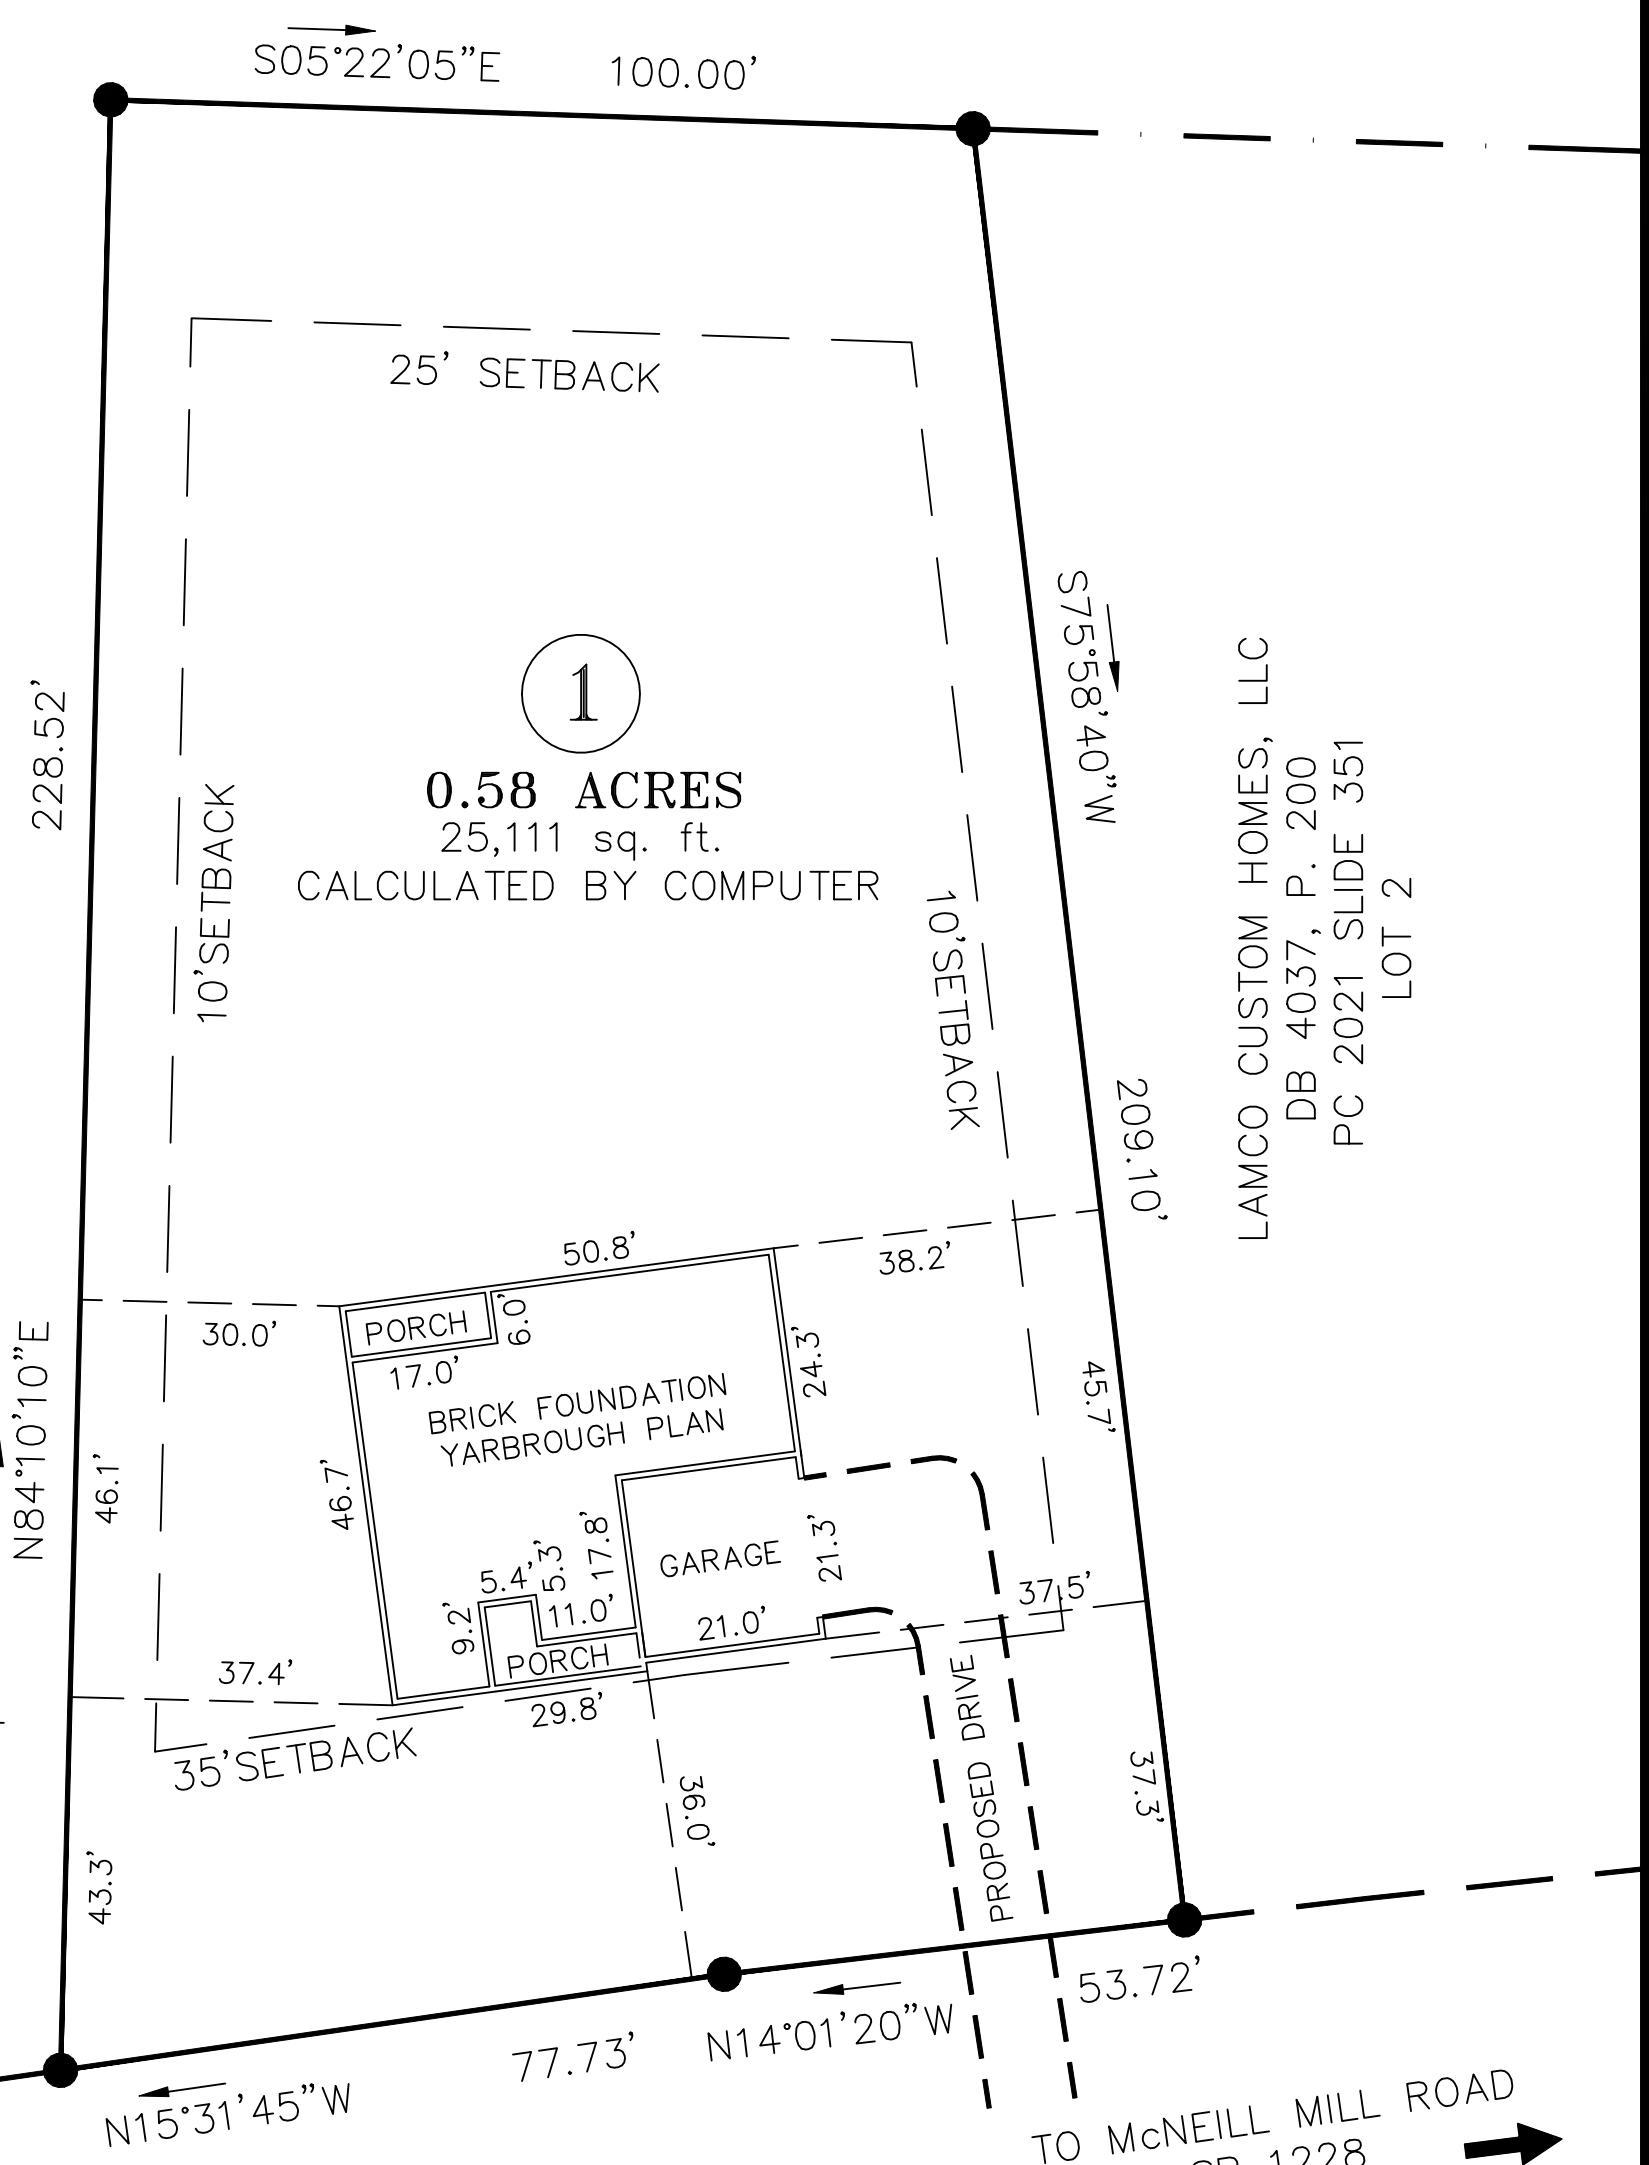 S05°22'05"E
100.00'
25' SETBACK
228.52'
S75°58'40"W
1
0.58 ACRES
25,111 sq. ft.
CALCULATED BY COMPUTER
10'SETBACK
10'SETBACK
LAMCO CUSTOM HOMES, LLC
DB 4037, P. 200
PC 2021 SLIDE 351
LOT 2
209.10'
50.8'
38.2'
30.0'
PORCH
6.0'
17.0'
24.3'
N84°10'10"E
BRICK FOUNDATION
YARBROUGH PLAN
45.7'
46.1'
46.7'
17.8'
GARAGE
21.3'
5.4'
5.3'
37.5'
9.2'
11.0'
21.0'
PORCH
37.4'
29.8'
35'SETBACK
36.0'
PROPOSED DRIVE
37.3'
43.3'
53.72'
N14°01'20"W
77.73'
N15°31'45"W
TO McNEILL MILL ROAD
1228